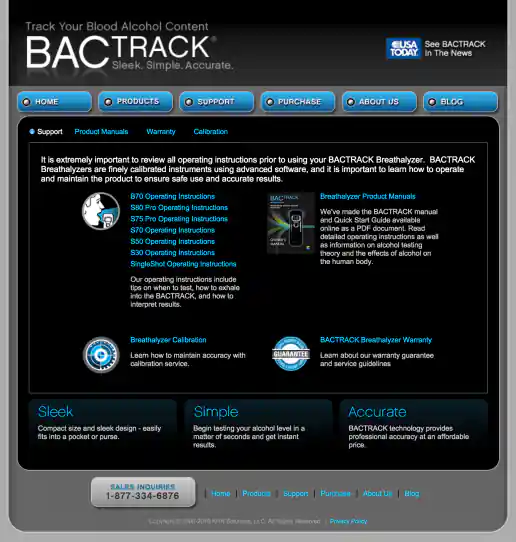 Track Your Blood Alcohol Content
BACTRACK®
Sleek. Simple. Accurate.
USA TODAY
See BACTRACK
In The News
HOME
PRODUCTS
SUPPORT
PURCHASE
ABOUT US
BLOG
Support
Product Manuals
Warranty
Calibration
It is extremely important to review all operating instructions prior to using your BACTRACK Breathalyzer. BACTRACK
Breathalyzers are finely calibrated instruments using advanced software, and it is important to learn how to operate
and maintain the product to ensure safe use and accurate results.
B70 Operating Instructions
S80 Pro Operating Instructions
S75 Pro Operating Instructions
S70 Operating Instructions
S50 Operating Instructions
S30 Operating Instructions
SingleShot Operating Instructions
Our operating instructions include
tips on when to test, how to exhale
into the BACTRACK, and how to
interpret results.
BACTRACK
Breathalyzer Product Manuals
We've made the BACTRACK manual
and Quick Start Guide available
online as a PDF document. Read
detailed operating instructions as well
as information on alcohol testing
theory and the effects of alcohol on
the human body.
Breathalyzer Calibration
Learn how to maintain accuracy with
calibration service.
GUARANTEE
BACTRACK Breathalyzer Warranty
Learn about our warranty guarantee
and service guidelines
Sleek
Compact size and sleek design - easily
fits into a pocket or purse.
Simple
Begin testing your alcohol level in a
matter of seconds and get instant
results.
Accurate
BACTRACK technology provides
professional accuracy at an affordable
price.
SALES INQUIRIES
1-877-334-6876
| Home | Products | Support | Purchase | About Us | Blog
All Rights Reserved | Privacy Policy